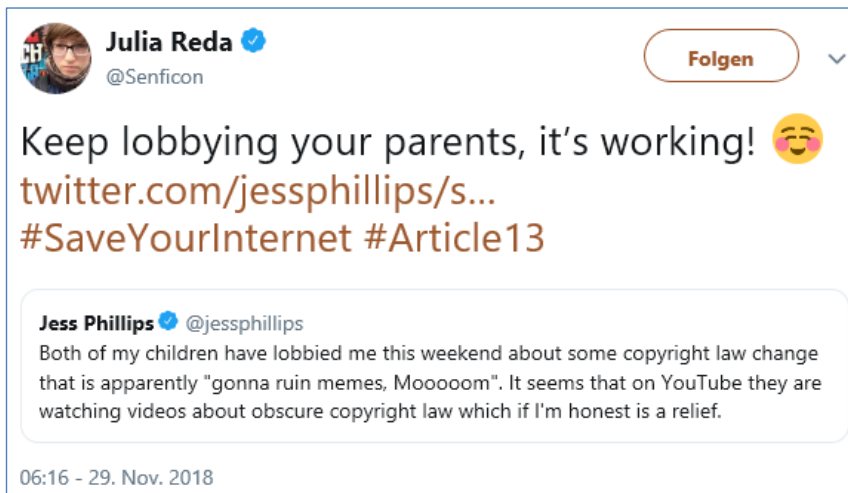 Julia Reda
@Senficon
Folgen
Keep lobbying your parents, it’s working! ☺️
twitter.com/jessphillips/s...
#SaveYourInternet #Article13
Jess Phillips @jessphillips
Both of my children have lobbied me this weekend about some copyright law change
that is apparently "gonna ruin memes, Mooooom". It seems that on YouTube they are
watching videos about obscure copyright law which if I'm honest is a relief.
06:16 - 29. Nov. 2018